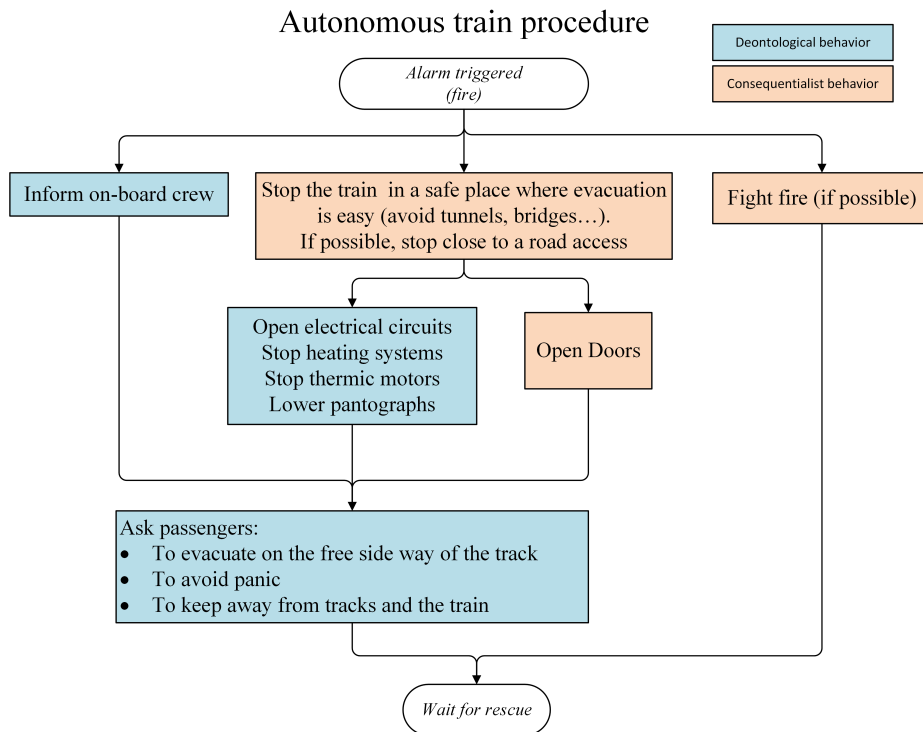 Autonomous train procedure
Deontological behavior
Consequentialist behavior
Alarm triggered
(fire)
Inform on-board crew
Stop the train in a safe place where evacuation
is easy (avoid tunnels, bridges…).
If possible, stop close to a road access
Fight fire (if possible)
Open electrical circuits
Stop heating systems
Stop thermic motors
Lower pantographs
Open Doors
Ask passengers:
• To evacuate on the free side way of the track
• To avoid panic
• To keep away from tracks and the train
Wait for rescue